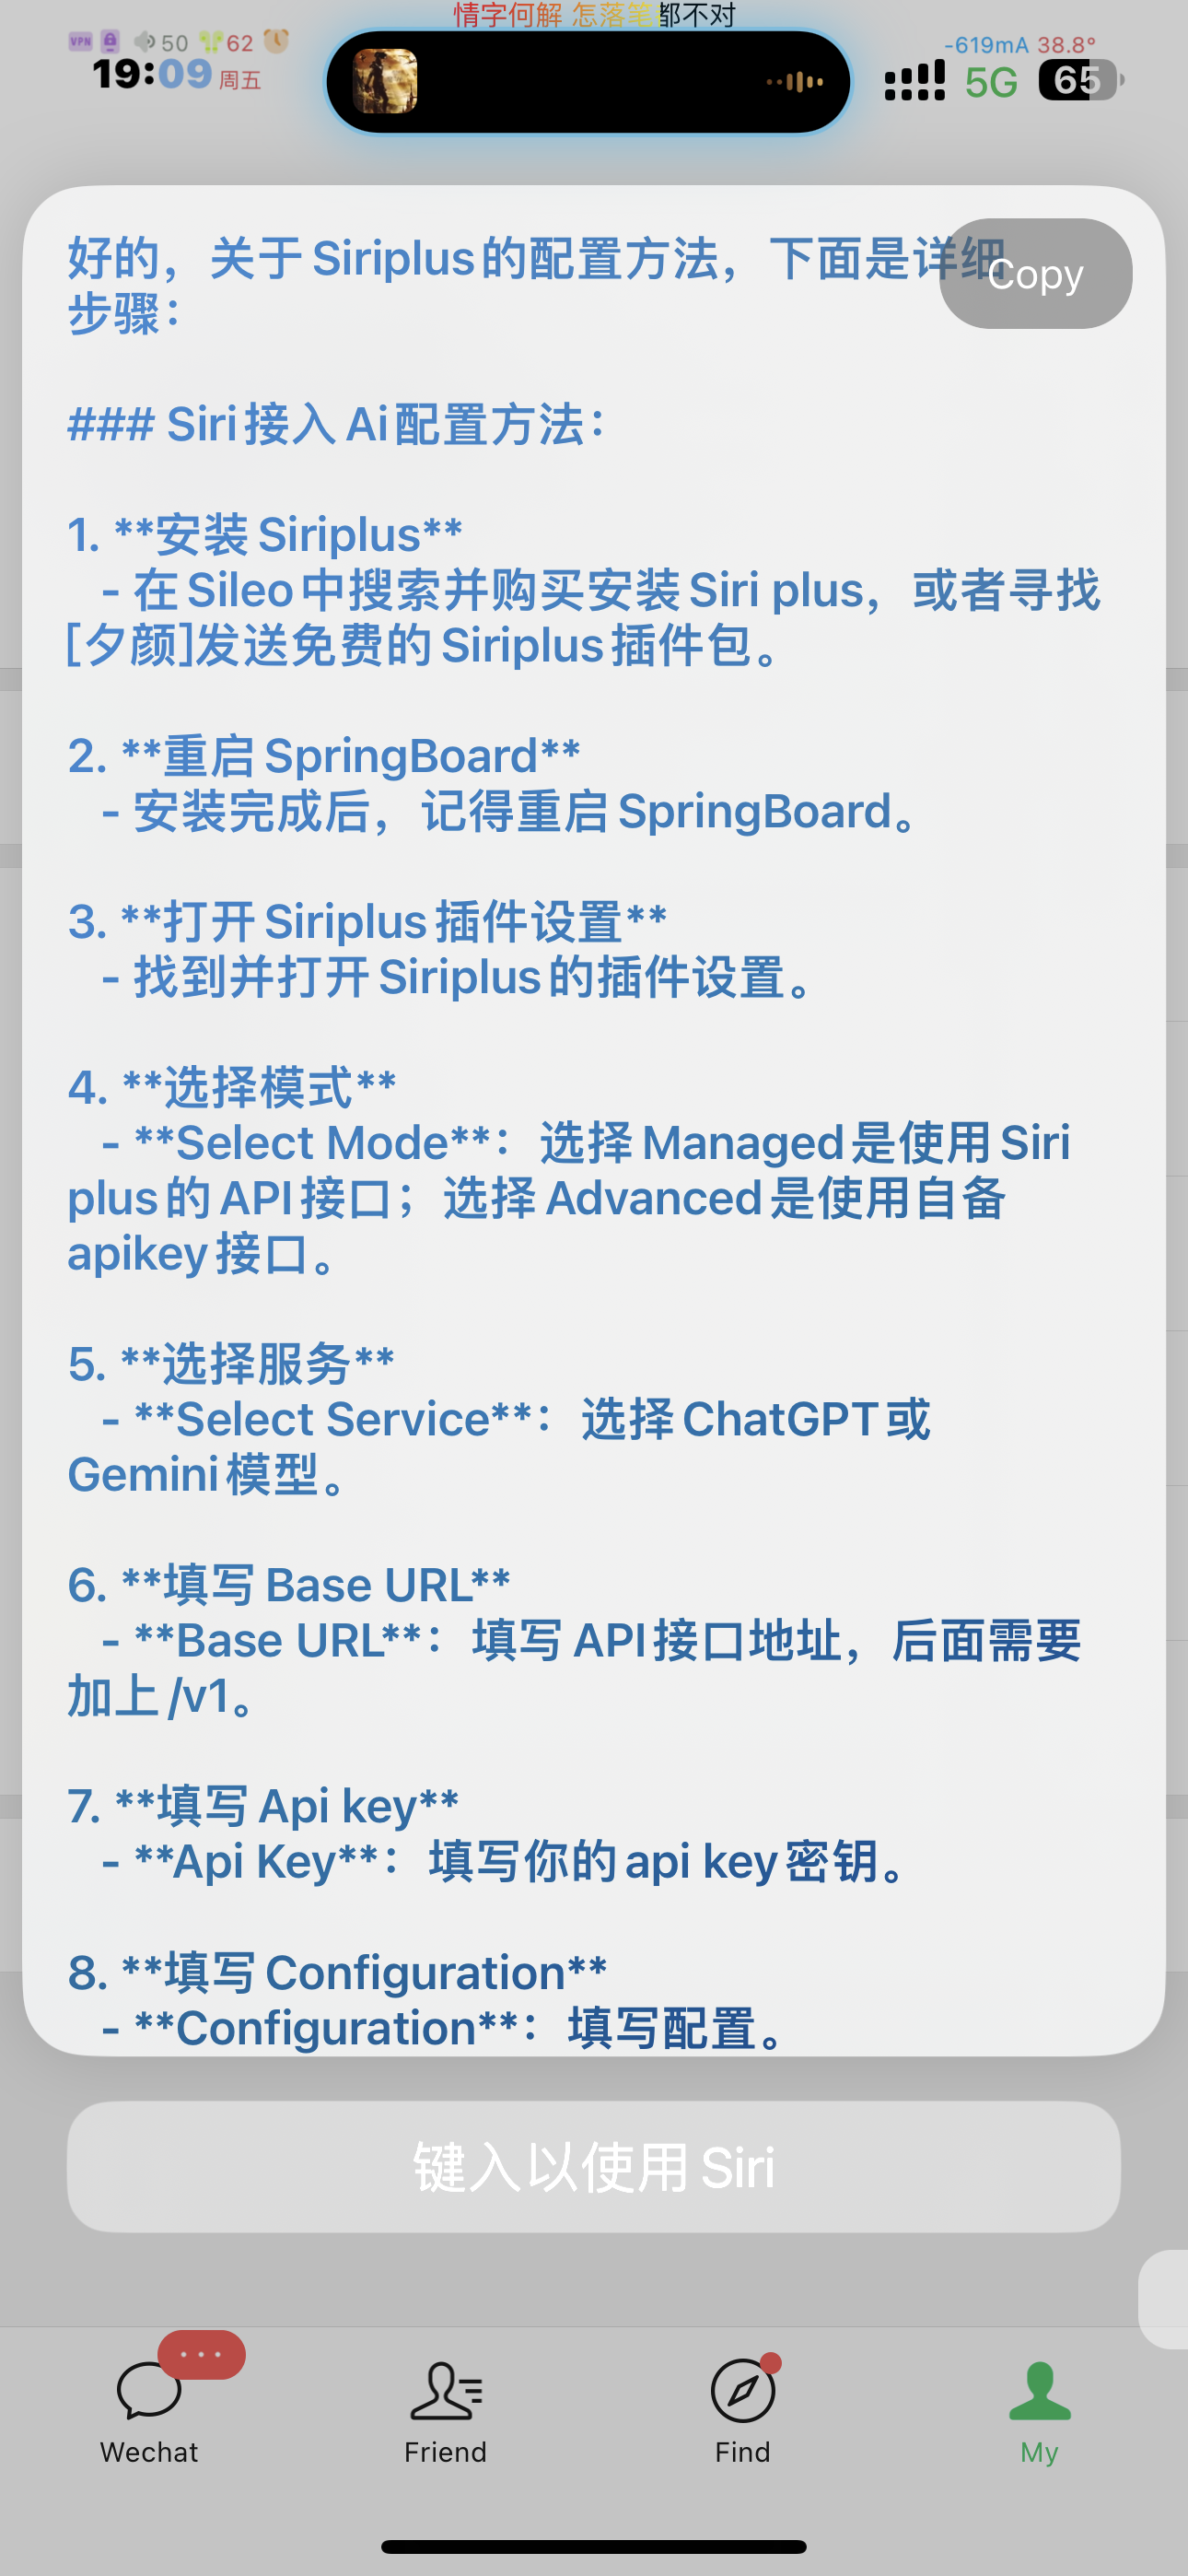 情字何解 怎落笔都不对
VPN 50 62
-619mA 38.8°
19:09 周五
5G 65
好的，关于Siriplus的配置方法，下面是详细
Copy
步骤：
### Siri接入Ai配置方法：
1. **安装Siriplus**
- 在Sileo中搜索并购买安装Siri plus，或者寻找
[夕颜]发送免费的Siriplus插件包。
2. **重启SpringBoard**
- 安装完成后，记得重启SpringBoard。
3. **打开Siriplus插件设置**
- 找到并打开Siriplus的插件设置。
4. **选择模式**
- **Select Mode**：选择Managed是使用Siri
plus的API接口；选择Advanced是使用自备
apikey接口。
5. **选择服务**
- **Select Service**：选择ChatGPT或
Gemini模型。
6. **填写Base URL**
- **Base URL**：填写API接口地址，后面需要
加上/v1。
7. **填写Api key**
- **Api Key**：填写你的api key密钥。
8. **填写Configuration**
- **Configuration**：填写配置。
键入以使用Siri
Wechat
Friend
Find
My